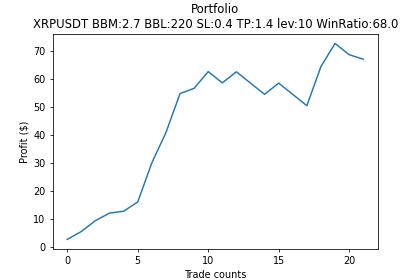 Portfolio
XRPUSDT BBM:2.7 BBL:220 SL:0.4 TP:1.4 lev:10 WinRatio:68.0
70
60
50
40
30
20
10
0
Profit ($)
0 5 10 15 20
Trade counts